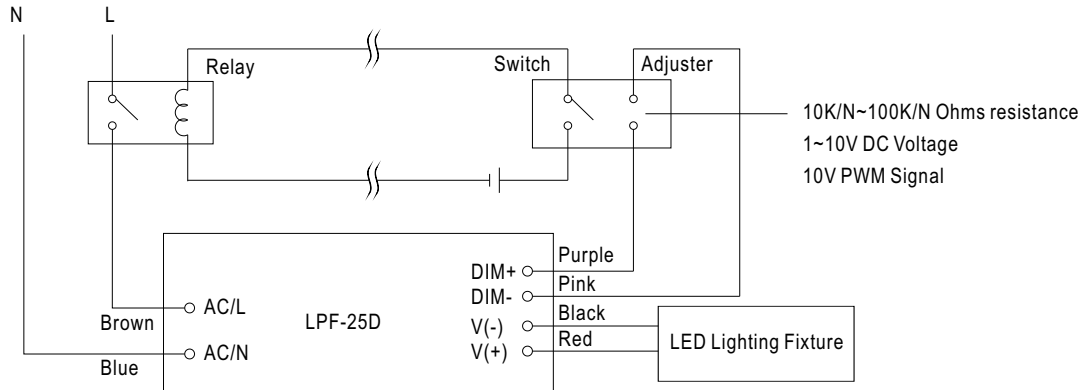 N L
Relay
Switch
Adjuster
10K/N~100K/N Ohms resistance
1~10V DC Voltage
10V PWM Signal
Purple
DIM+
Pink
DIM-
Black
V(-)
Red
V(+)
AC/L
Brown
LPF-25D
LED Lighting Fixture
AC/N
Blue